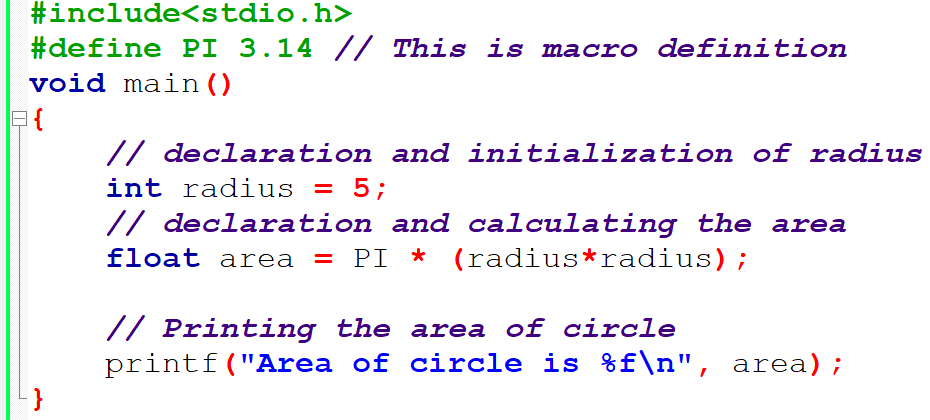 #include<stdio.h>
#define PI 3.14 // This is macro definition
void main()
{
// declaration and initialization of radius
int radius = 5;
// declaration and calculating the area
float area = PI * (radius*radius);
// Printing the area of circle
printf("Area of circle is %f\n", area);
}